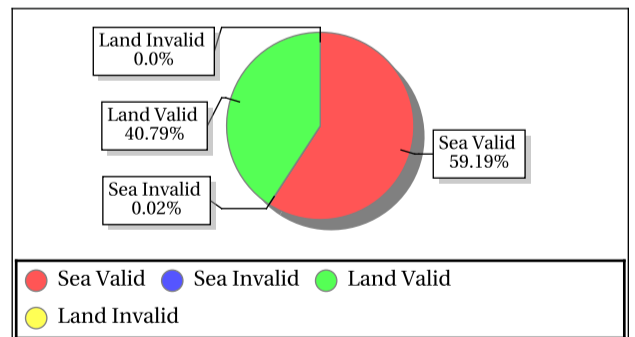 Land Invalid
0.0%
Land Valid
40.79%
Sea Valid
59.19%
Sea Invalid
0.02%
Sea Valid Sea Invalid Land Valid
Land Invalid